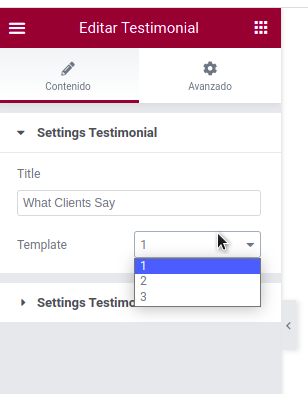 Editar Testimonial
Contenido
Avanzado
Settings Testimonial
Title
What Clients Say
Template
1
1
2
3
Settings Testimo